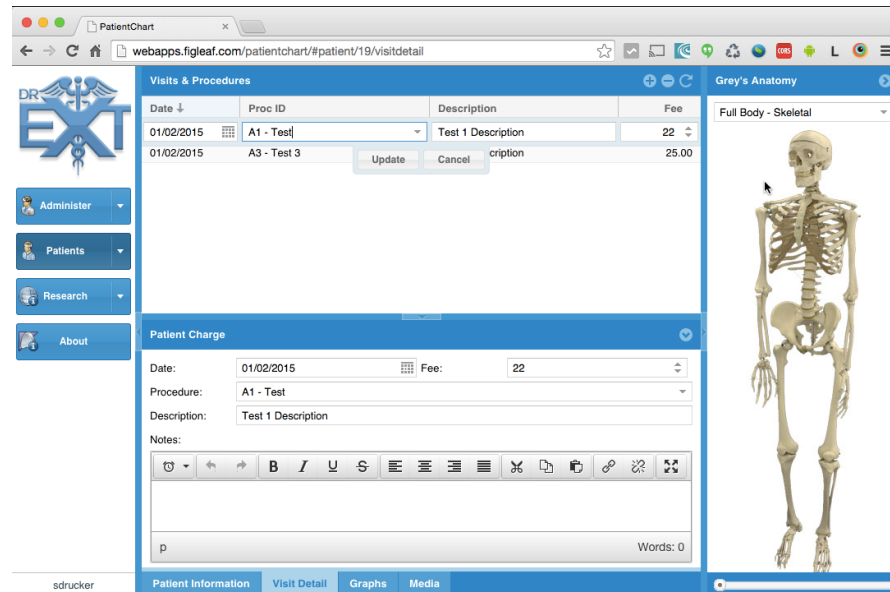 PatientChart
webapps.figleaf.com/patientchart/#patient/19/visitdetail
CORS
L
DR
EXT
Administer
Patients
Research
About
sdrucker
Visits & Procedures
Date Proc ID Description Fee
01/02/2015 A1 - Test Test 1 Description 22
01/02/2015 A3 - Test 3 cription 25.00
Update Cancel
Patient Charge
Date: 01/02/2015 Fee: 22
Procedure: A1 - Test
Description: Test 1 Description
Notes:
B I U S
p Words: 0
Patient Information Visit Detail Graphs Media
Grey's Anatomy
Full Body - Skeletal